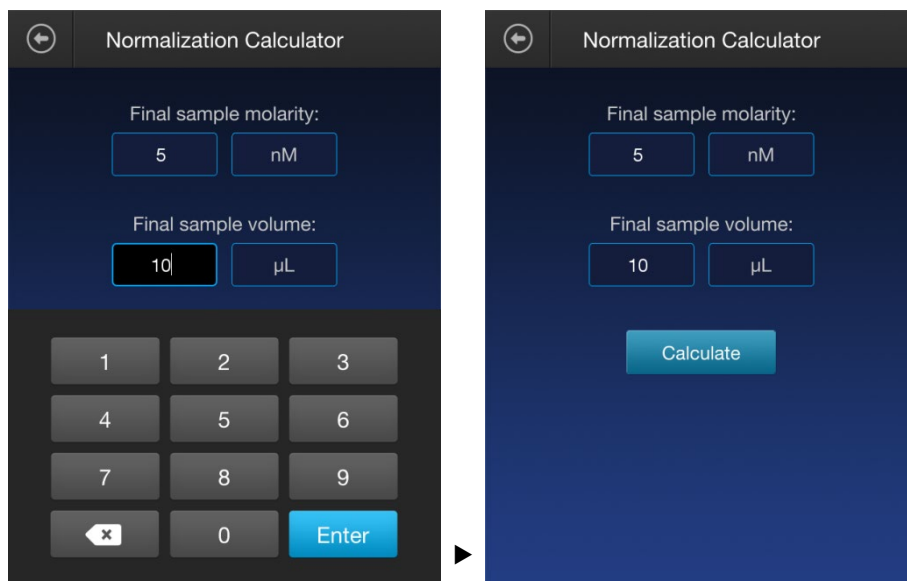 Normalization Calculator
Final sample molarity:
5 nM
Final sample volume:
10 µL
1 2 3
4 5 6
7 8 9
0 Enter
Normalization Calculator
Final sample molarity:
5 nM
Final sample volume:
10 µL
Calculate